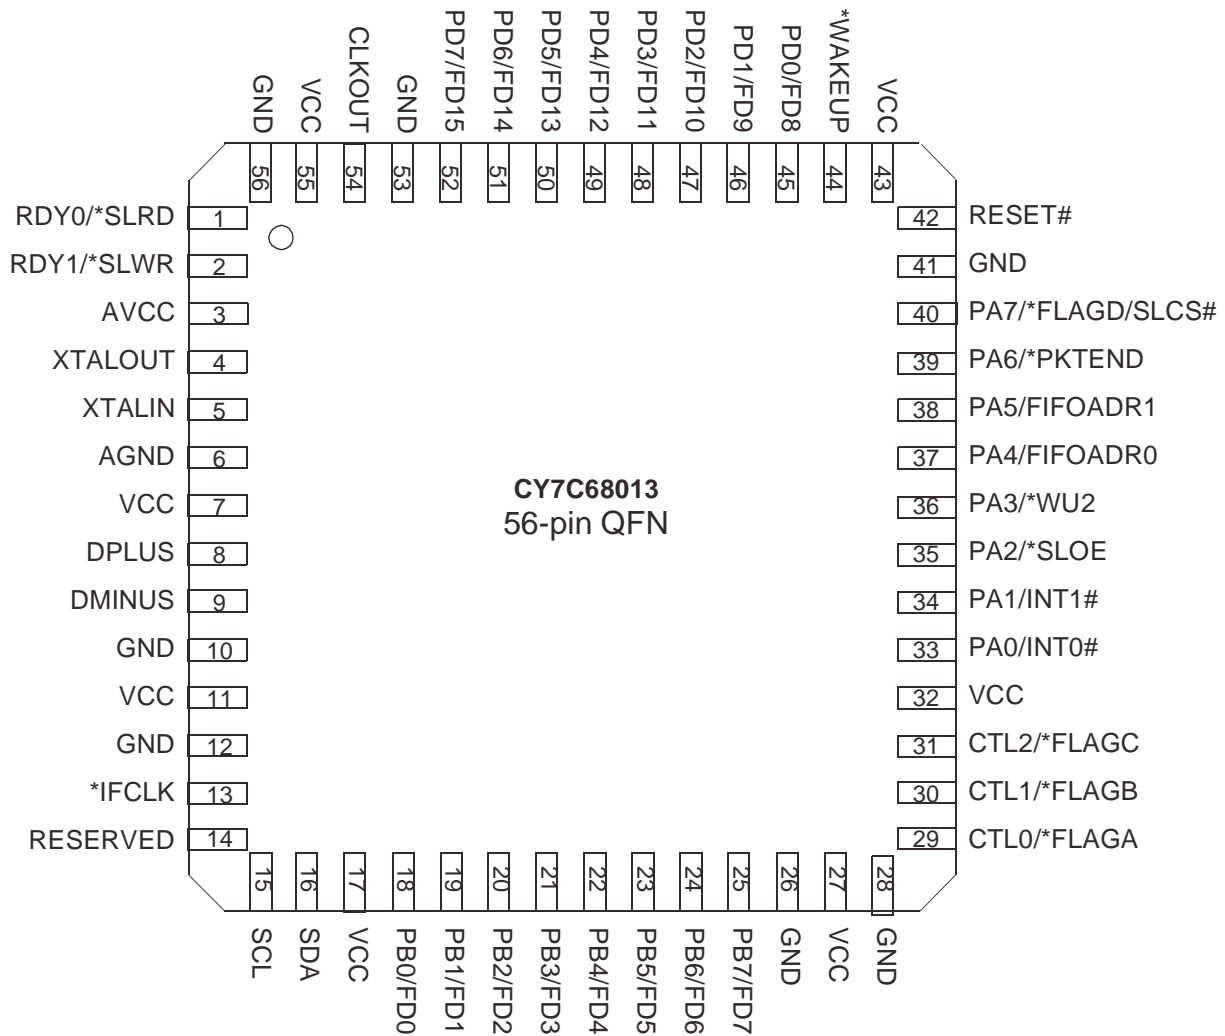 GND
VCC
CLKOUT
GND
PD7/FD15
PD6/FD14
PD5/FD13
PD4/FD12
PD3/FD11
PD2/FD10
PD1/FD9
PD0/FD8
*WAKEUP
VCC
56
55
54
53
52
51
50
49
48
47
46
45
44
43
RDY0/*SLRD 1
RDY1/*SLWR 2
AVCC 3
XTALOUT 4
XTALIN 5
AGND 6
VCC 7
DPLUS 8
DMINUS 9
GND 10
VCC 11
GND 12
*IFCLK 13
RESERVED 14
CY7C68013
56-pin QFN
42 RESET#
41 GND
40 PA7/*FLAGD/SLCS#
39 PA6/*PKTEND
38 PA5/FIFOADR1
37 PA4/FIFOADR0
36 PA3/*WU2
35 PA2/*SLOE
34 PA1/INT1#
33 PA0/INT0#
32 VCC
31 CTL2/*FLAGC
30 CTL1/*FLAGB
29 CTL0/*FLAGA
15
16
17
18
19
20
21
22
23
24
25
26
27
28
SCL
SDA
VCC
PB0/FD0
PB1/FD1
PB2/FD2
PB3/FD3
PB4/FD4
PB5/FD5
PB6/FD6
PB7/FD7
GND
VCC
GND